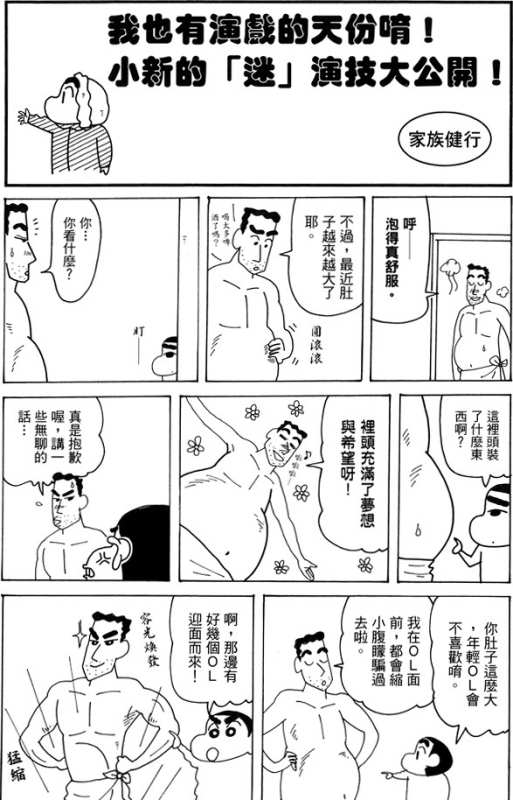 我也有演戲的天份唷！
小新的「迷」演技大公開！
家族健行
呼──
泡得真舒服。
不過，最近肚
子越來越大了
耶。
喝太多啤
酒了嗎？
圓滾滾
你…
你看什麼？
盯──
這裡頭裝
了什麼東
西啊？
裡頭充滿了夢想
與希望呀！
啦啦啦
真是抱歉
喔，講一
些無聊的
話…
你肚子這麼大
，年輕OL會
不喜歡唷。
我在OL面
前，都會縮
小腹矇騙過
去啦。
啊，那邊有
好幾個OL
迎面而來！
容光煥發
猛縮